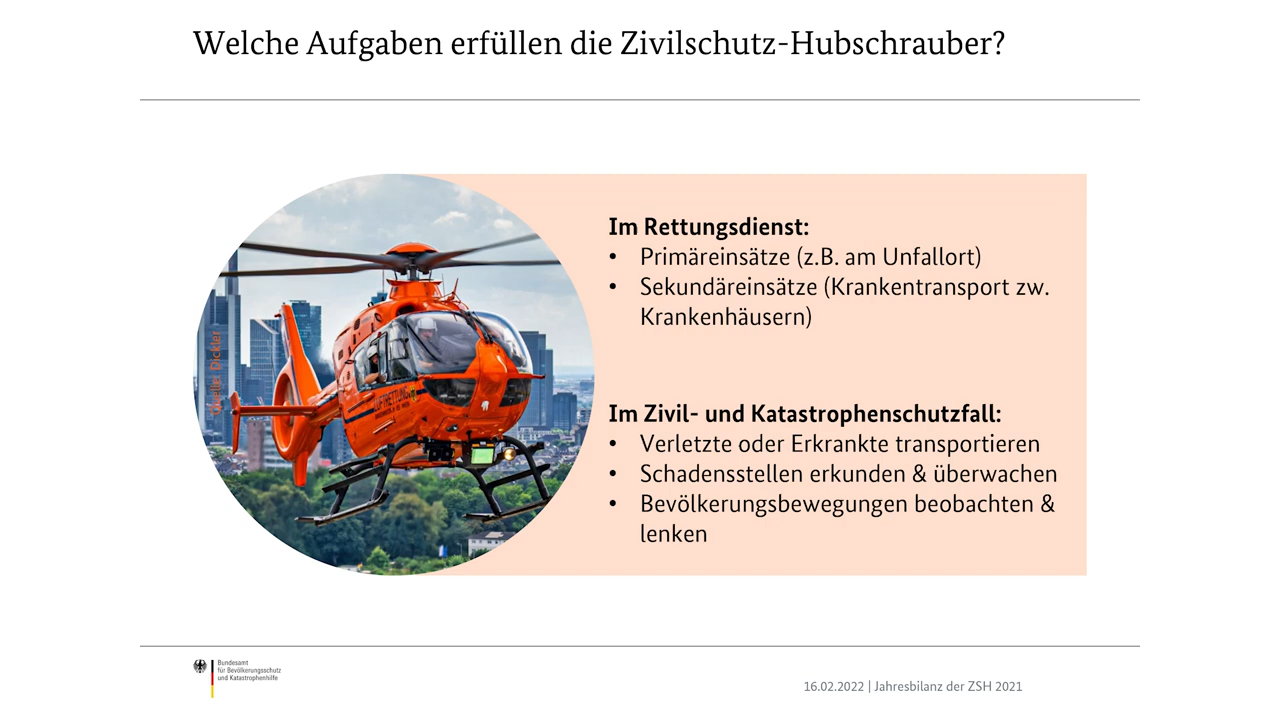 Welche Aufgaben erfüllen die Zivilschutz-Hubschrauber?
Quelle: Dickler
LUFTRETTUNG
Im Rettungsdienst:
• Primäreinsätze (z.B. am Unfallort)
• Sekundäreinsätze (Krankentransport zw.
Krankenhäusern)
Im Zivil- und Katastrophenschutzfall:
• Verletzte oder Erkrankte transportieren
• Schadensstellen erkunden & überwachen
• Bevölkerungsbewegungen beobachten &
lenken
Bundesamt
für Bevölkerungsschutz
und Katastrophenhilfe
16.02.2022 | Jahresbilanz der ZSH 2021